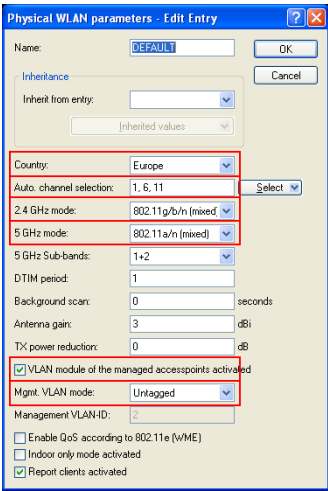 Physical WLAN parameters - Edit Entry
Name: DEFAULT OK
Cancel
Inheritance
Inherit from entry:
Inherited values
Country: Europe
Auto. channel selection: 1, 6, 11 Select
2.4 GHz mode: 802.11g/b/n (mixed)
5 GHz mode: 802.11a/n (mixed)
5 GHz Sub-bands: 1+2
DTIM period: 1
Background scan: 0 seconds
Antenna gain: 3 dBi
TX power reduction: 0 dB
VLAN module of the managed accesspoints activated
Mgmt. VLAN mode: Untagged
Management VLAN-ID: 2
Enable QoS according to 802.11e (WME)
Indoor only mode activated
Report clients activated